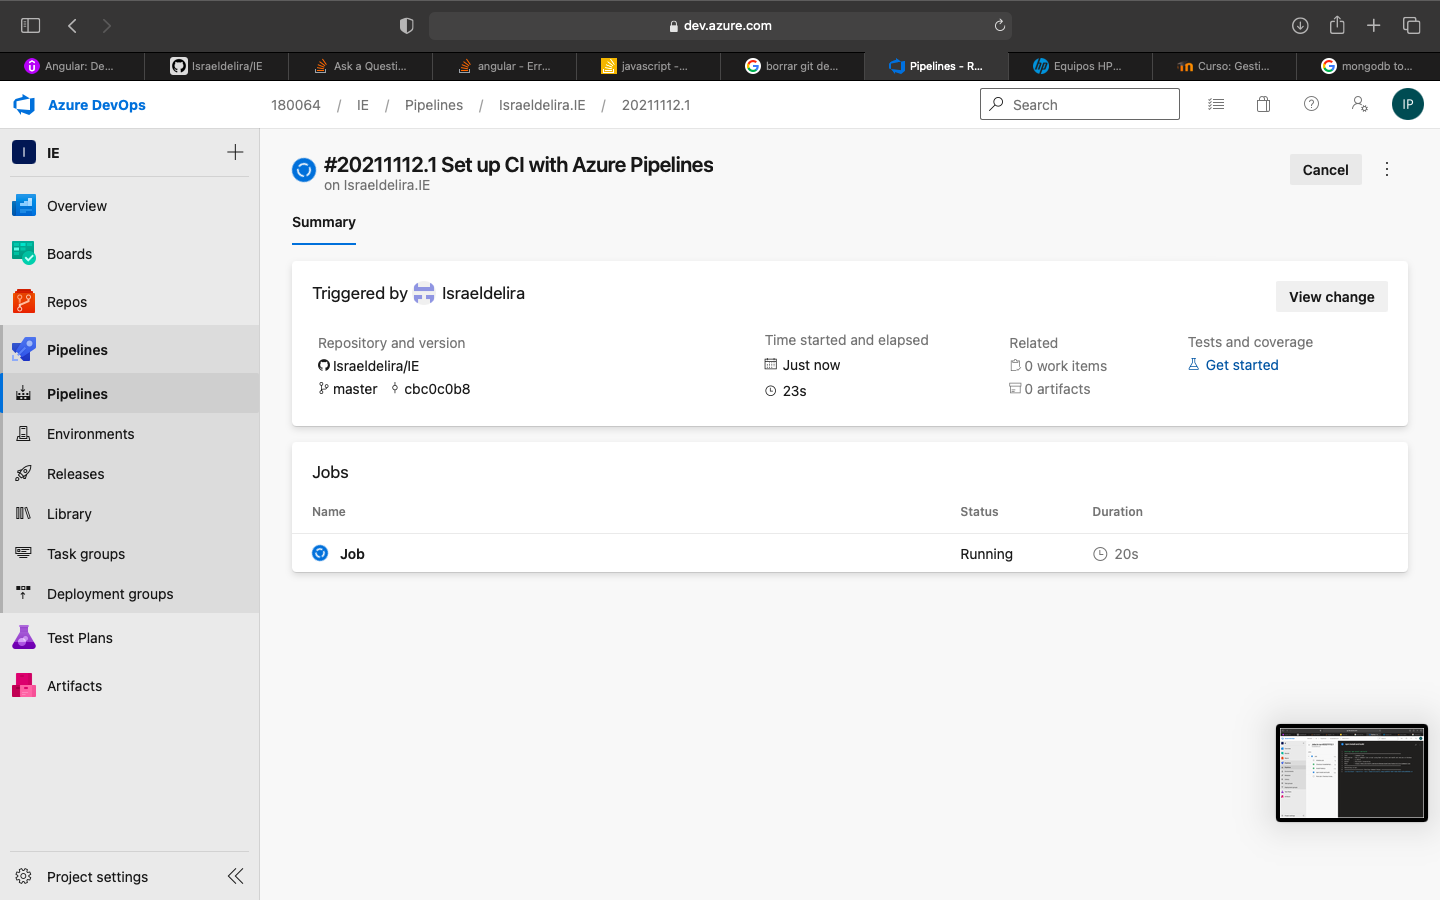 dev.azure.com
Angular: De...
Israeldelira/IE
Ask a Questi...
angular - Err...
javascript -...
borrar git de...
Pipelines - R...
Equipos HP...
Curso: Gesti...
mongodb to...
Azure DevOps
180064 / IE / Pipelines / Israeldelira.IE / 20211112.1
Search
IP
I IE
Overview
Boards
Repos
Pipelines
Pipelines
Environments
Releases
Library
Task groups
Deployment groups
Test Plans
Artifacts
Project settings
#20211112.1 Set up CI with Azure Pipelines
on Israeldelira.IE
Cancel
Summary
Triggered by Israeldelira
View change
Repository and version
Israeldelira/IE
master cbc0c0b8
Time started and elapsed
Just now
23s
Related
0 work items
0 artifacts
Tests and coverage
Get started
Jobs
Name Status Duration
Job Running 20s